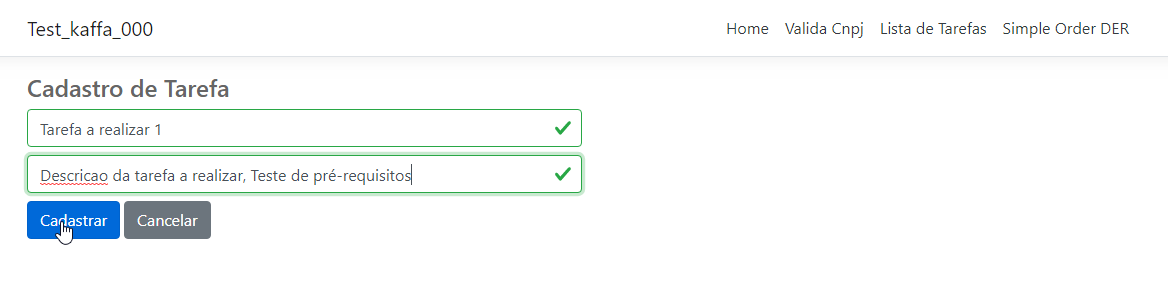 Test_kaffa_000
Home Valida Cnpj Lista de Tarefas Simple Order DER
Cadastro de Tarefa
Tarefa a realizar 1
Descricao da tarefa a realizar, Teste de pré-requisitos
Cadastrar Cancelar